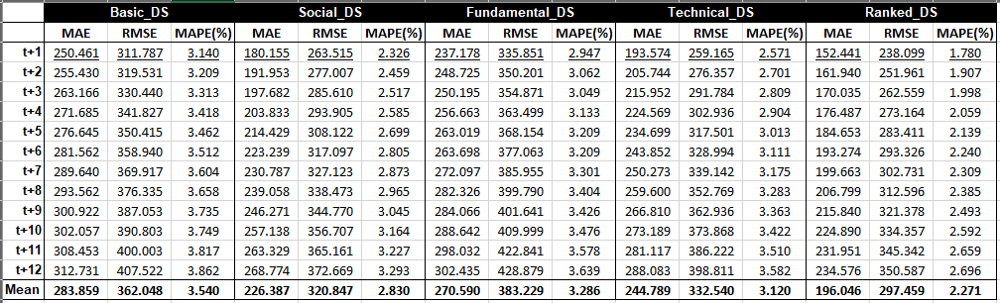 Basic_DS Social_DS Fundamental_DS Technical_DS Ranked_DS
MAE RMSE MAPE(%) MAE RMSE MAPE(%) MAE RMSE MAPE(%) MAE RMSE MAPE(%) MAE RMSE MAPE(%)
t+1 250.461 311.787 3.140 180.155 263.515 2.326 237.178 335.851 2.947 193.574 259.165 2.571 152.441 238.099 1.780
t+2 255.430 319.531 3.209 191.953 277.007 2.459 248.725 350.201 3.062 205.744 276.357 2.701 161.940 251.961 1.907
t+3 263.166 330.440 3.313 197.682 285.610 2.517 250.195 354.871 3.049 215.952 291.784 2.809 170.035 262.559 1.998
t+4 271.685 341.827 3.418 203.833 293.905 2.585 256.663 363.499 3.133 224.569 302.936 2.904 176.487 273.164 2.059
t+5 276.645 350.415 3.462 214.429 308.122 2.699 263.019 368.154 3.209 234.699 317.501 3.013 184.653 283.411 2.139
t+6 281.562 358.940 3.512 223.239 317.097 2.805 263.698 377.063 3.209 243.852 328.994 3.111 193.274 293.326 2.240
t+7 289.640 369.917 3.604 230.787 327.123 2.873 272.097 385.955 3.301 250.273 339.142 3.175 199.663 302.731 2.309
t+8 293.562 376.335 3.658 239.058 338.473 2.965 282.326 399.790 3.404 259.600 352.769 3.283 206.799 312.596 2.385
t+9 300.922 387.053 3.735 246.271 344.770 3.045 284.066 401.641 3.426 266.810 362.936 3.363 215.840 321.378 2.493
t+10 302.057 390.803 3.749 257.138 356.707 3.164 288.642 409.999 3.476 273.189 373.868 3.422 224.890 334.357 2.592
t+11 308.453 400.003 3.817 263.329 365.161 3.227 298.032 422.841 3.578 281.117 386.222 3.510 231.951 345.342 2.659
t+12 312.731 407.522 3.862 268.774 372.669 3.293 302.435 428.879 3.639 288.083 398.811 3.582 234.576 350.587 2.696
Mean 283.859 362.048 3.540 226.387 320.847 2.830 270.590 383.229 3.286 244.789 332.540 3.120 196.046 297.459 2.271